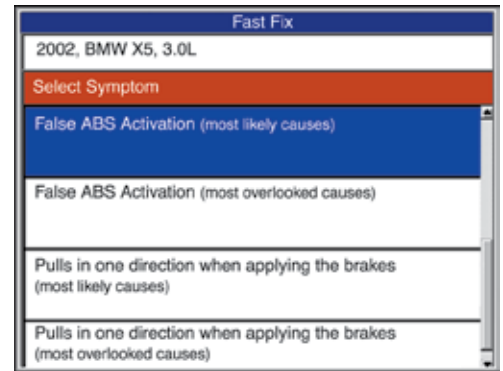 Fast Fix
2002, BMW X5, 3.0L
Select Symptom
False ABS Activation (most likely causes)
False ABS Activation (most overlooked causes)
Pulls in one direction when applying the brakes
(most likely causes)
Pulls in one direction when applying the brakes
(most overlooked causes)